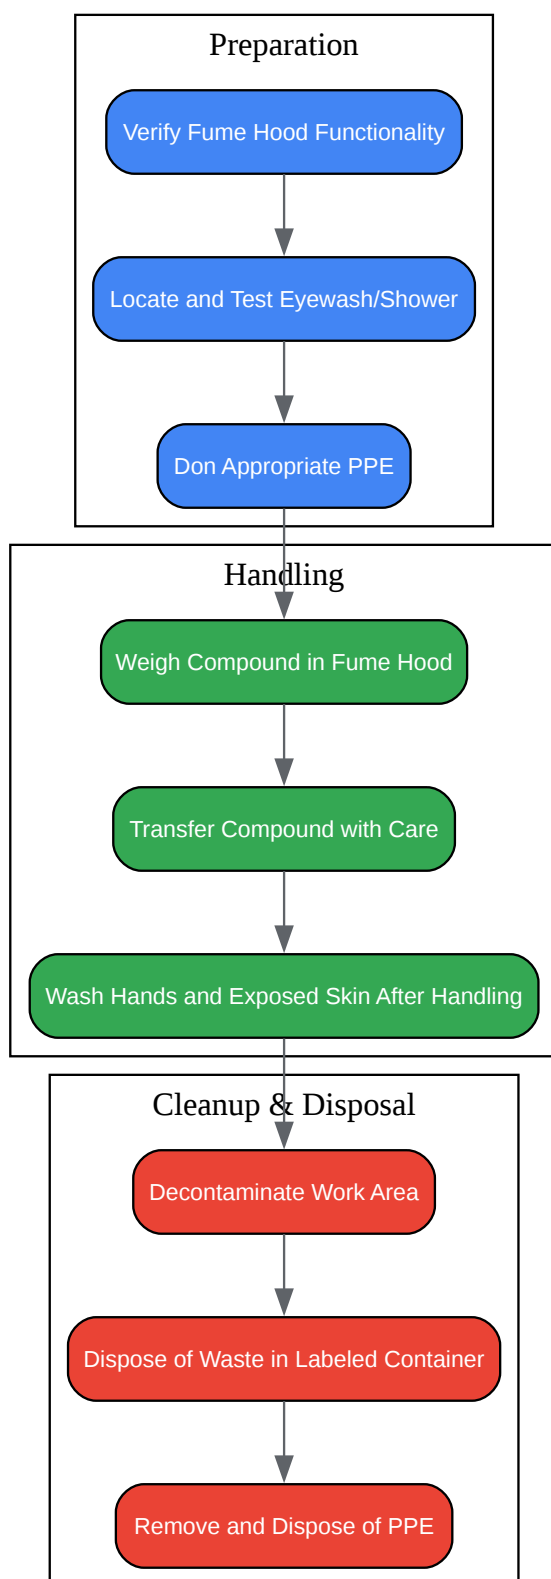 Preparation
Verify Fume Hood Functionality
Locate and Test Eyewash/Shower
Don Appropriate PPE
Handling
Weigh Compound in Fume Hood
Transfer Compound with Care
Wash Hands and Exposed Skin After Handling
Cleanup & Disposal
Decontaminate Work Area
Dispose of Waste in Labeled Container
Remove and Dispose of PPE